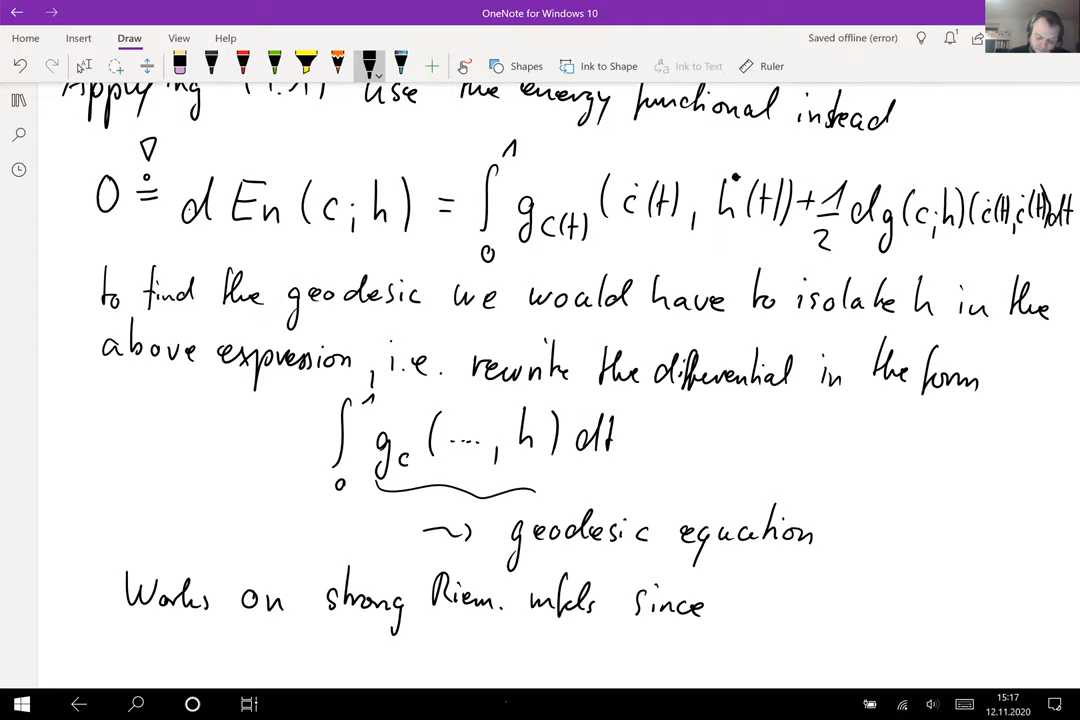 OneNote for Windows 10
Home Insert Draw View Help Saved offline (error)
Shapes Ink to Shape Ink to Text Ruler
Applying use the energy functional instead
0 = d En (c; h) = ∫₀¹ g_c(t) (ċ(t), ḣ(t)) + 1/2 dg(c; h)(ċ(t), ċ(t)) dt
to find the geodesic we would have to isolate h in the
above expression, i.e. rewrite the differential in the form
∫₀¹ g_c (..., h) dt
⇝ geodesic equation
Works on strong Riem. mfds since
15:17
12.11.2020